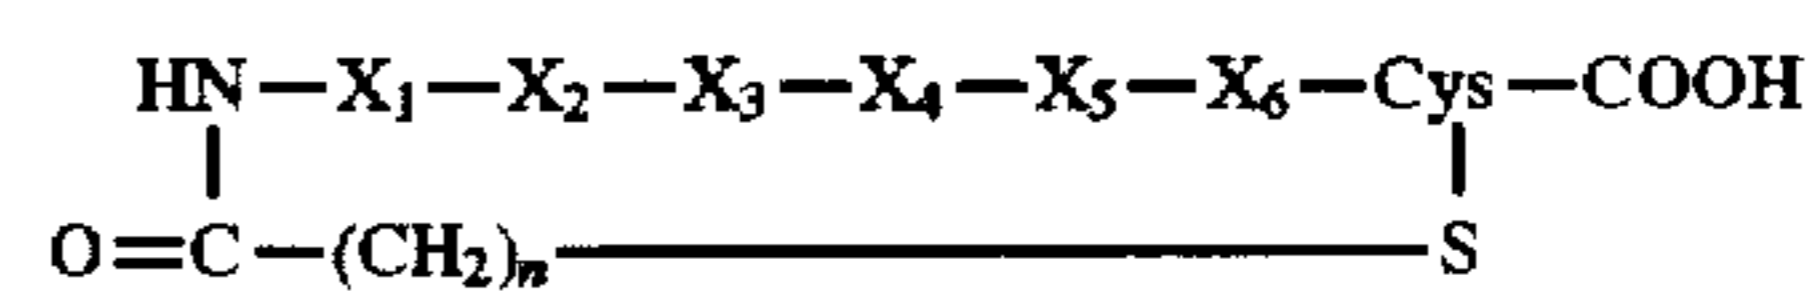 HN—X₁—X₂—X₃—X₄—X₅—X₆—Cys—COOH
O=C—(CH₂)ₙ—S